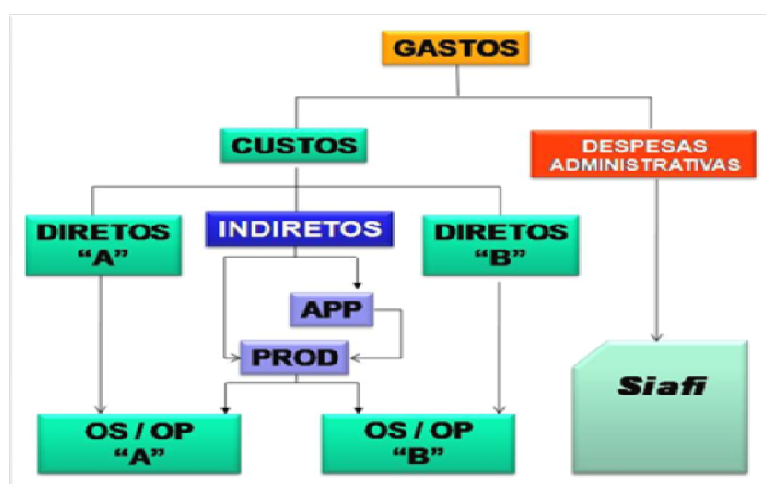 GASTOS
CUSTOS
DESPESAS
ADMINISTRATIVAS
DIRETOS
“A”
INDIRETOS
DIRETOS
“B”
APP
PROD
Siafi
OS / OP
“A”
OS / OP
“B”